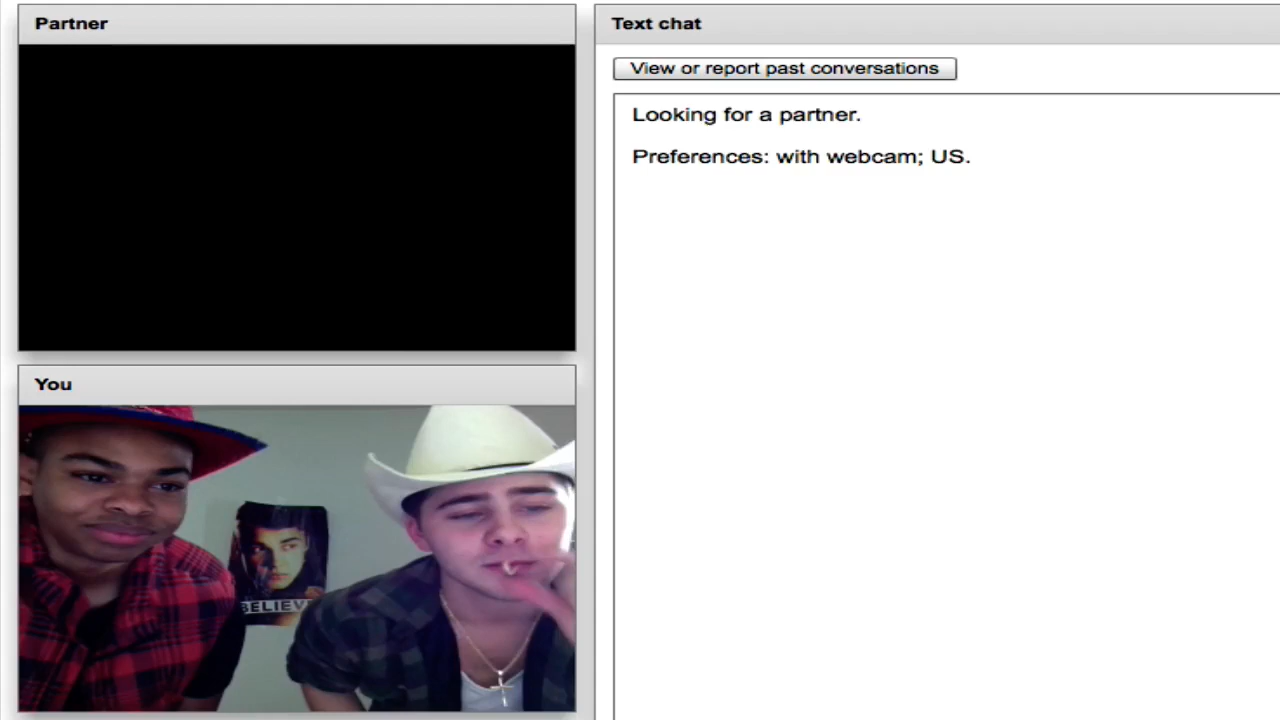 Partner
Text chat
View or report past conversations
Looking for a partner.
Preferences: with webcam; US.
You
BELIEV